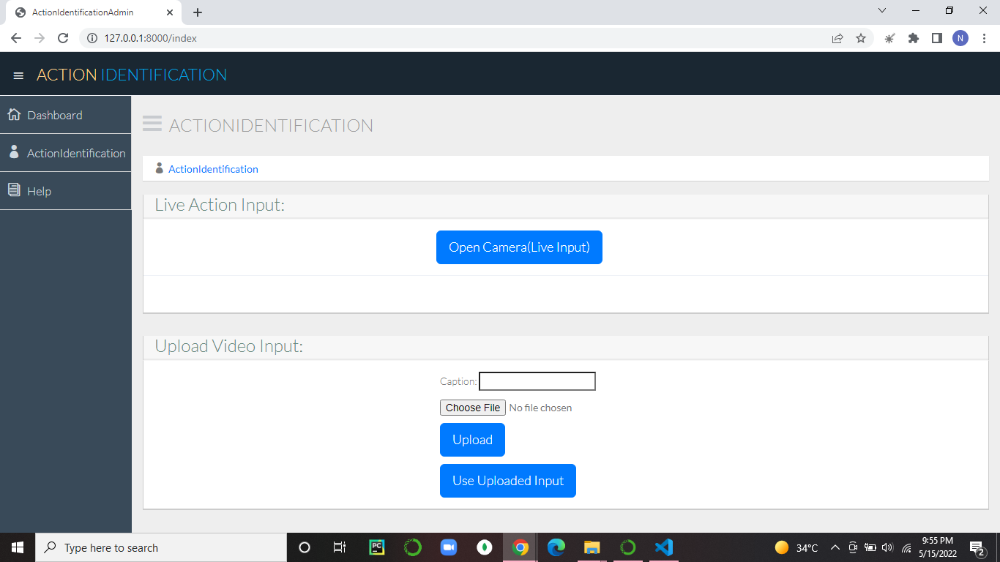 ActionIdentificationAdmin
127.0.0.1:8000/index
N
ACTION IDENTIFICATION
Dashboard
ACTIONIDENTIFICATION
ActionIdentification
ActionIdentification
Help
Live Action Input:
Open Camera(Live Input)
Upload Video Input:
Caption:
Choose File No file chosen
Upload
Use Uploaded Input
Type here to search
PC
34°C
9:55 PM
5/15/2022
2